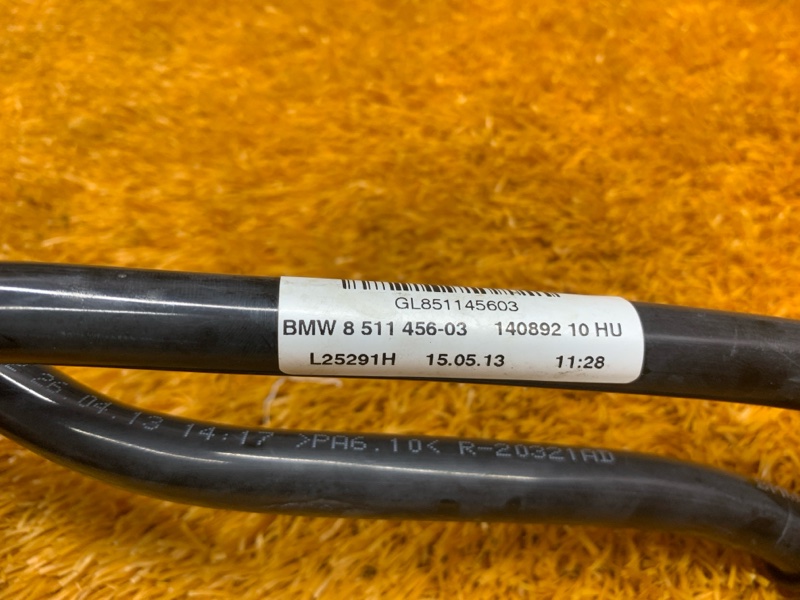 GL851145603
BMW 8 511 456-03 140892 10 HU
L25291H 15.05.13 11:28
26.04.13 14:17 >PA6.10< R-20321AD